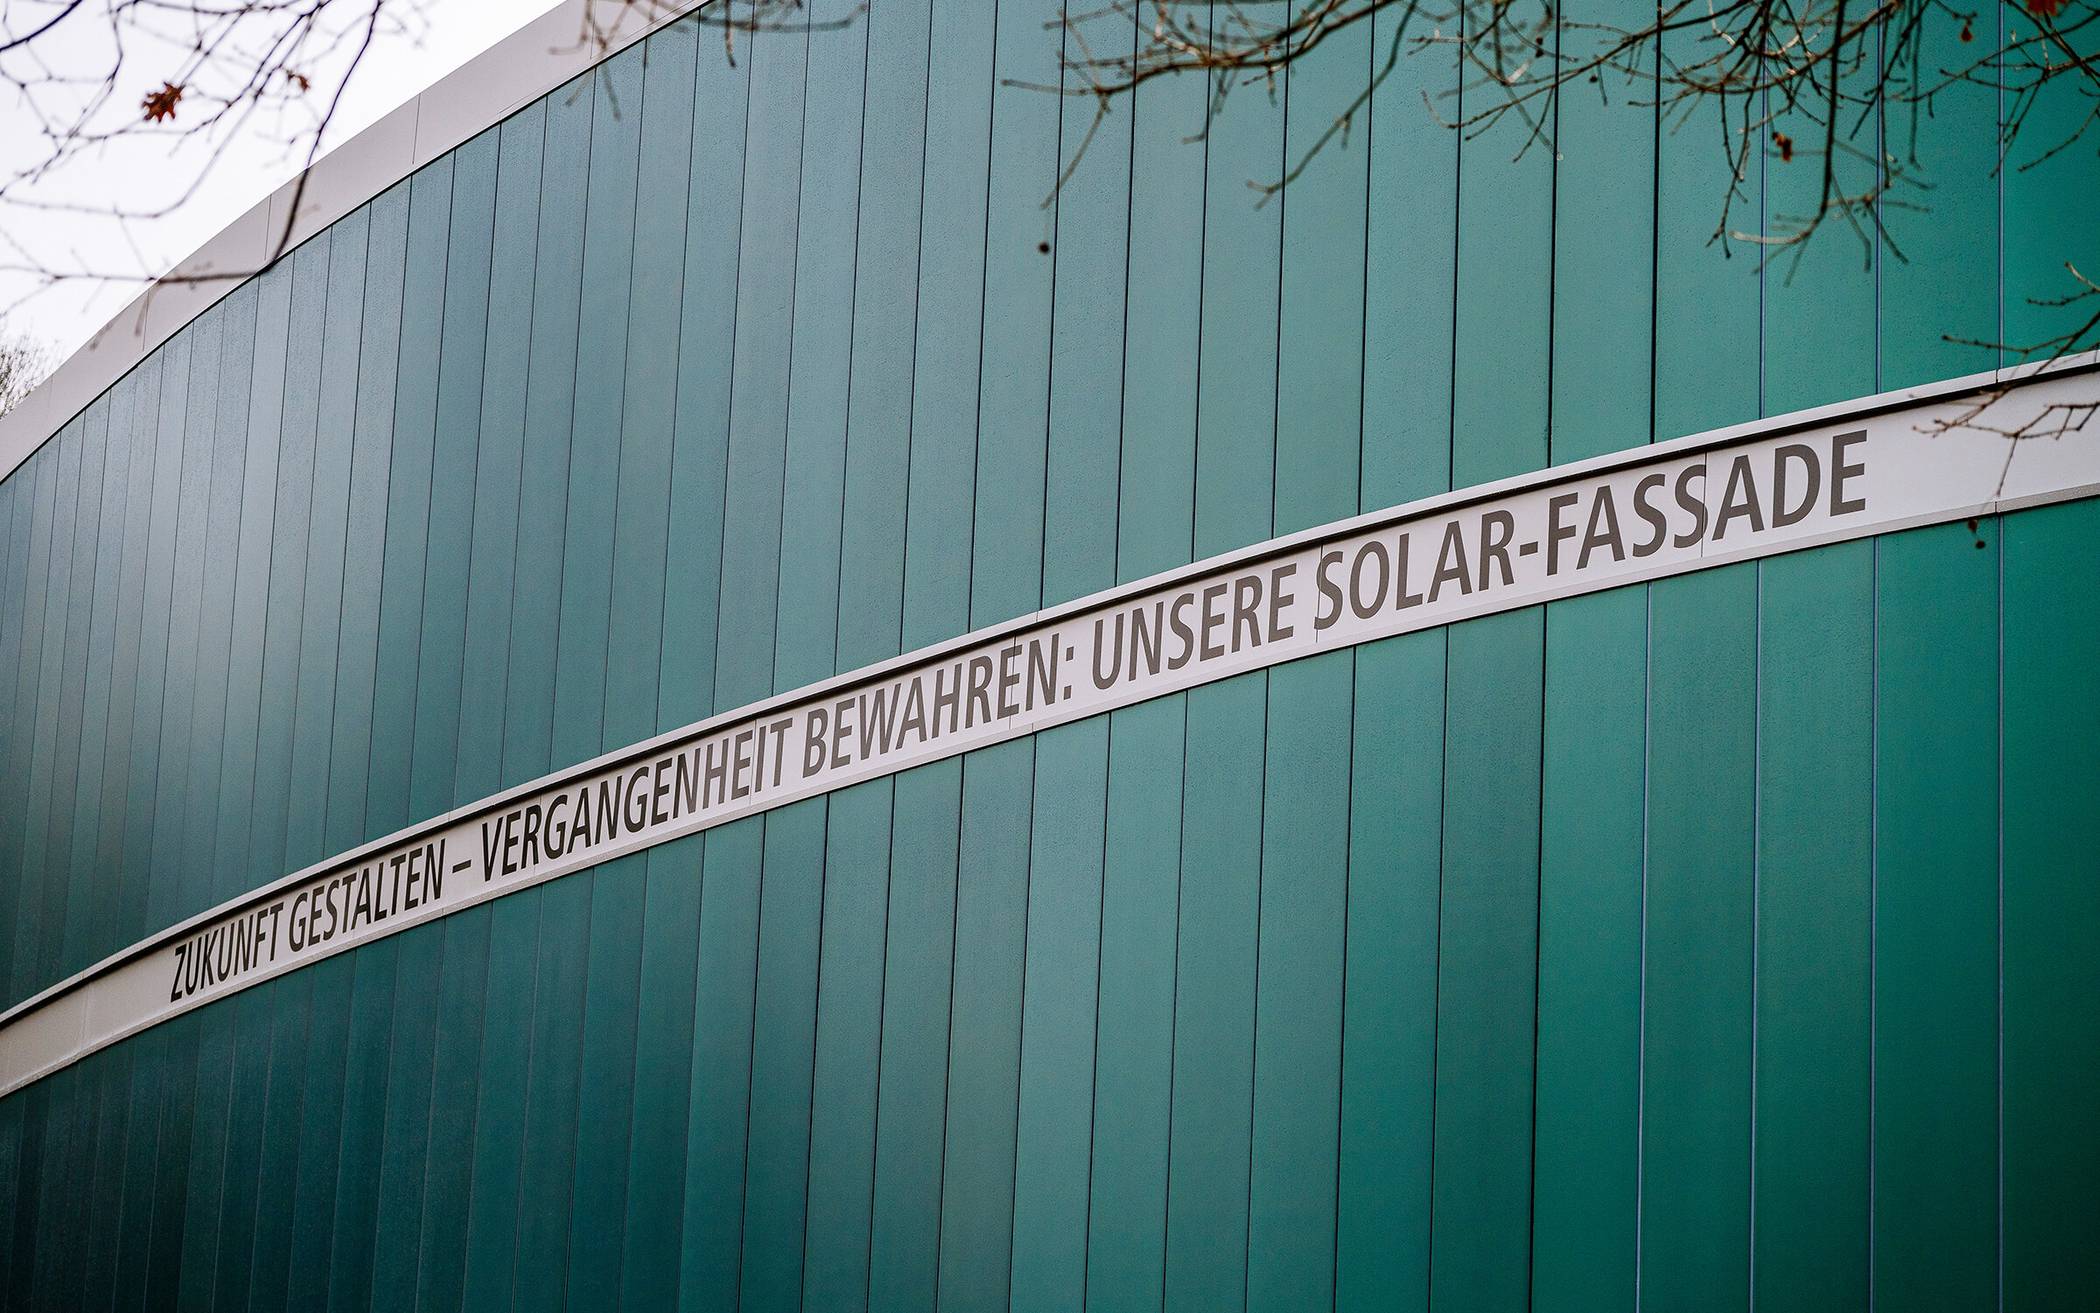 ZUKUNFT GESTALTEN – VERGANGENHEIT BEWAHREN: UNSERE SOLAR-FASSADE